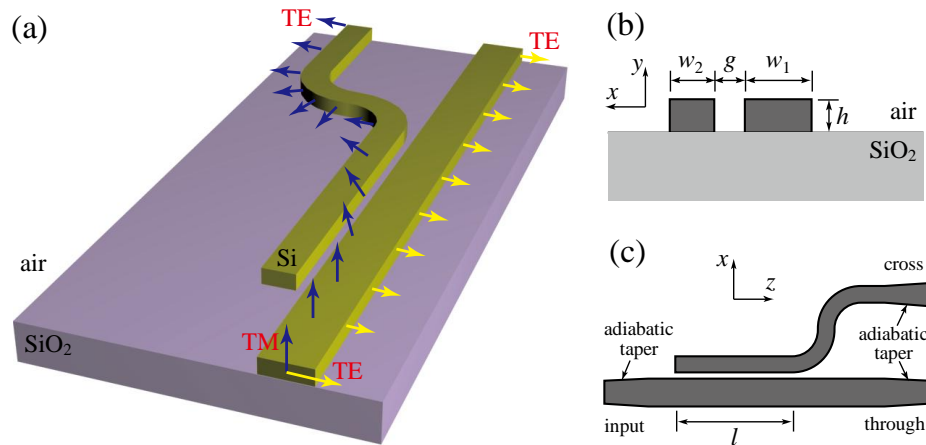 (a)
TE
TE
Si
air
SiO₂
TM
TE
(b)
w₂ g w₁
y
x
h
air
SiO₂
(c)
x
z
cross
adiabatic
taper
adiabatic
taper
input
l
through